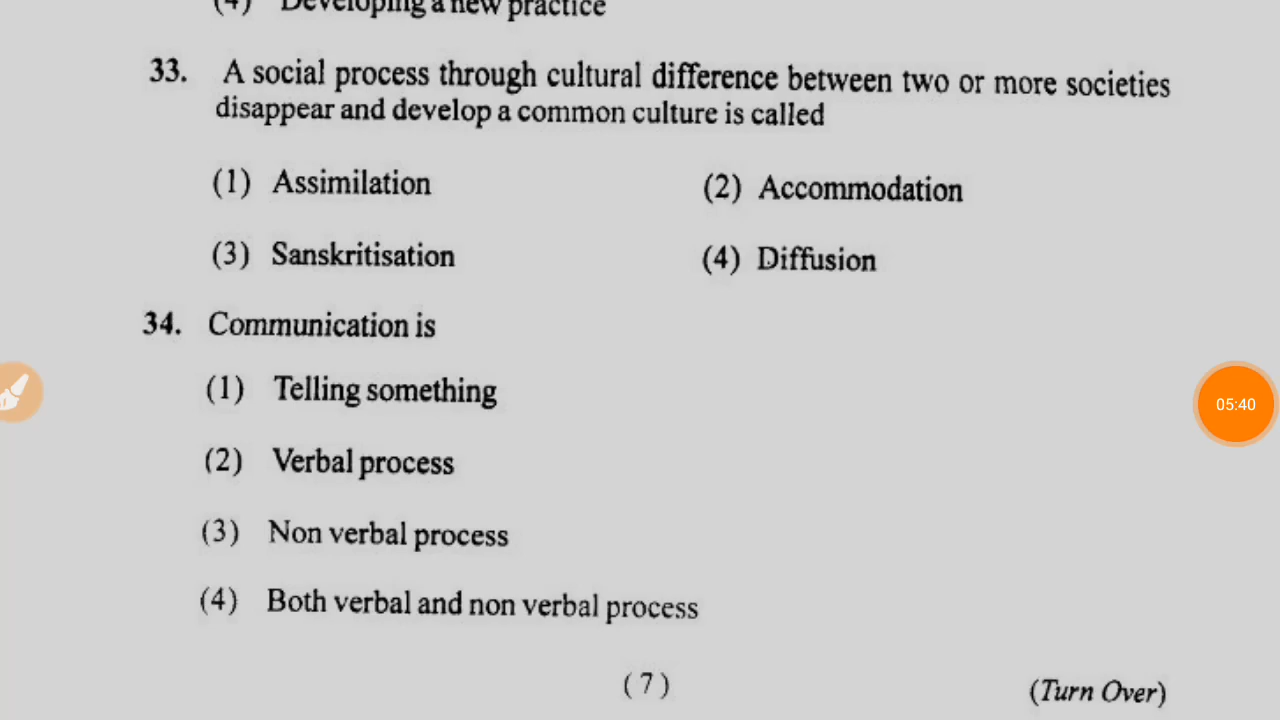 (4) Developing a new practice
33. A social process through cultural difference between two or more societies
disappear and develop a common culture is called
(1) Assimilation (2) Accommodation
(3) Sanskritisation (4) Diffusion
34. Communication is
(1) Telling something
(2) Verbal process
(3) Non verbal process
(4) Both verbal and non verbal process
05:40
(7) (Turn Over)